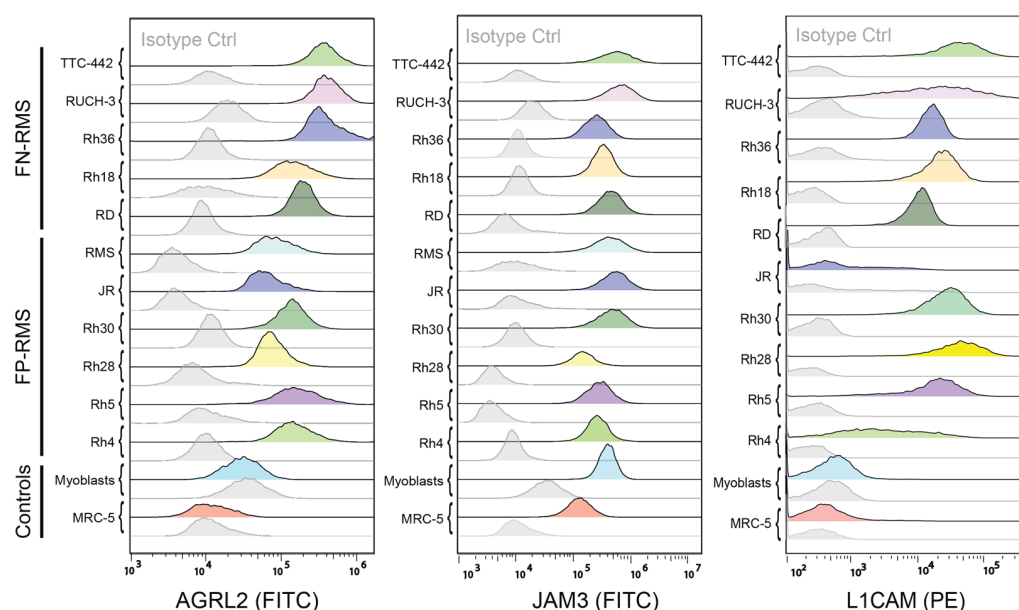 Isotype Ctrl
TTC-442
RUCH-3
Rh36
Rh18
RD
RMS
JR
Rh30
Rh28
Rh5
Rh4
Myoblasts
MRC-5
FN-RMS
FP-RMS
Controls
10³ 10⁴ 10⁵ 10⁶
AGRL2 (FITC)
Isotype Ctrl
TTC-442
RUCH-3
Rh36
Rh18
RD
RMS
JR
Rh30
Rh28
Rh5
Rh4
Myoblasts
MRC-5
10³ 10⁴ 10⁵ 10⁶ 10⁷
JAM3 (FITC)
Isotype Ctrl
TTC-442
RUCH-3
Rh36
Rh18
RD
JR
Rh30
Rh28
Rh5
Rh4
Myoblasts
MRC-5
10² 10³ 10⁴ 10⁵
L1CAM (PE)